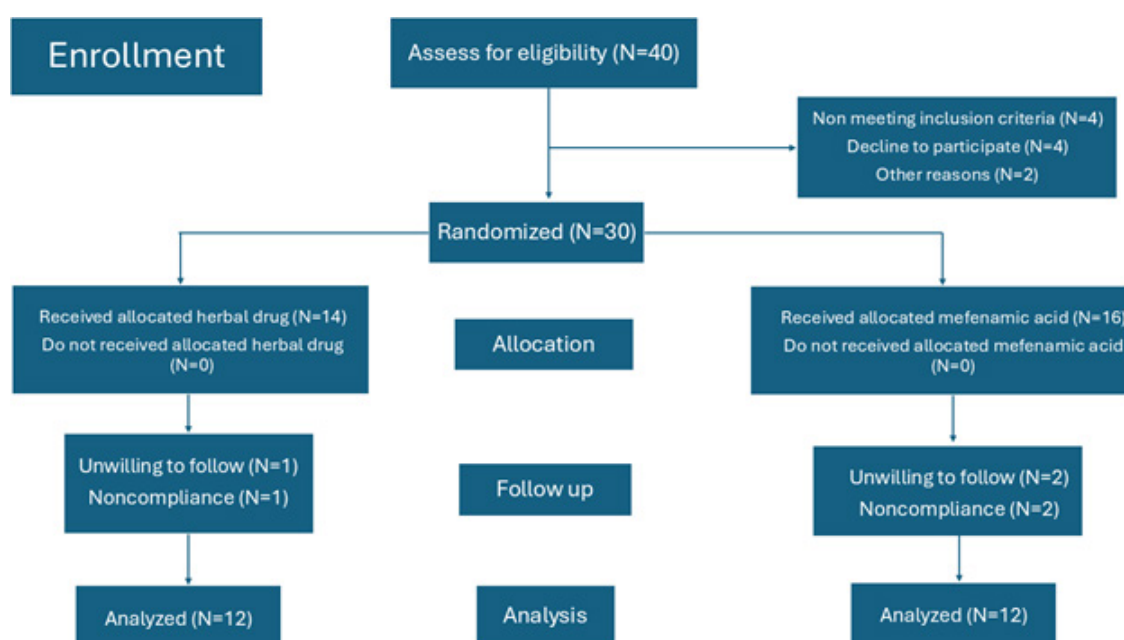 Enrollment
Assess for eligibility (N=40)
Non meeting inclusion criteria (N=4)
Decline to participate (N=4)
Other reasons (N=2)
Randomized (N=30)
Received allocated herbal drug (N=14)
Do not received allocated herbal drug
(N=0)
Allocation
Received allocated mefenamic acid (N=16)
Do not received allocated mefenamic acid
(N=0)
Unwilling to follow (N=1)
Noncompliance (N=1)
Follow up
Unwilling to follow (N=2)
Noncompliance (N=2)
Analyzed (N=12)
Analysis
Analyzed (N=12)